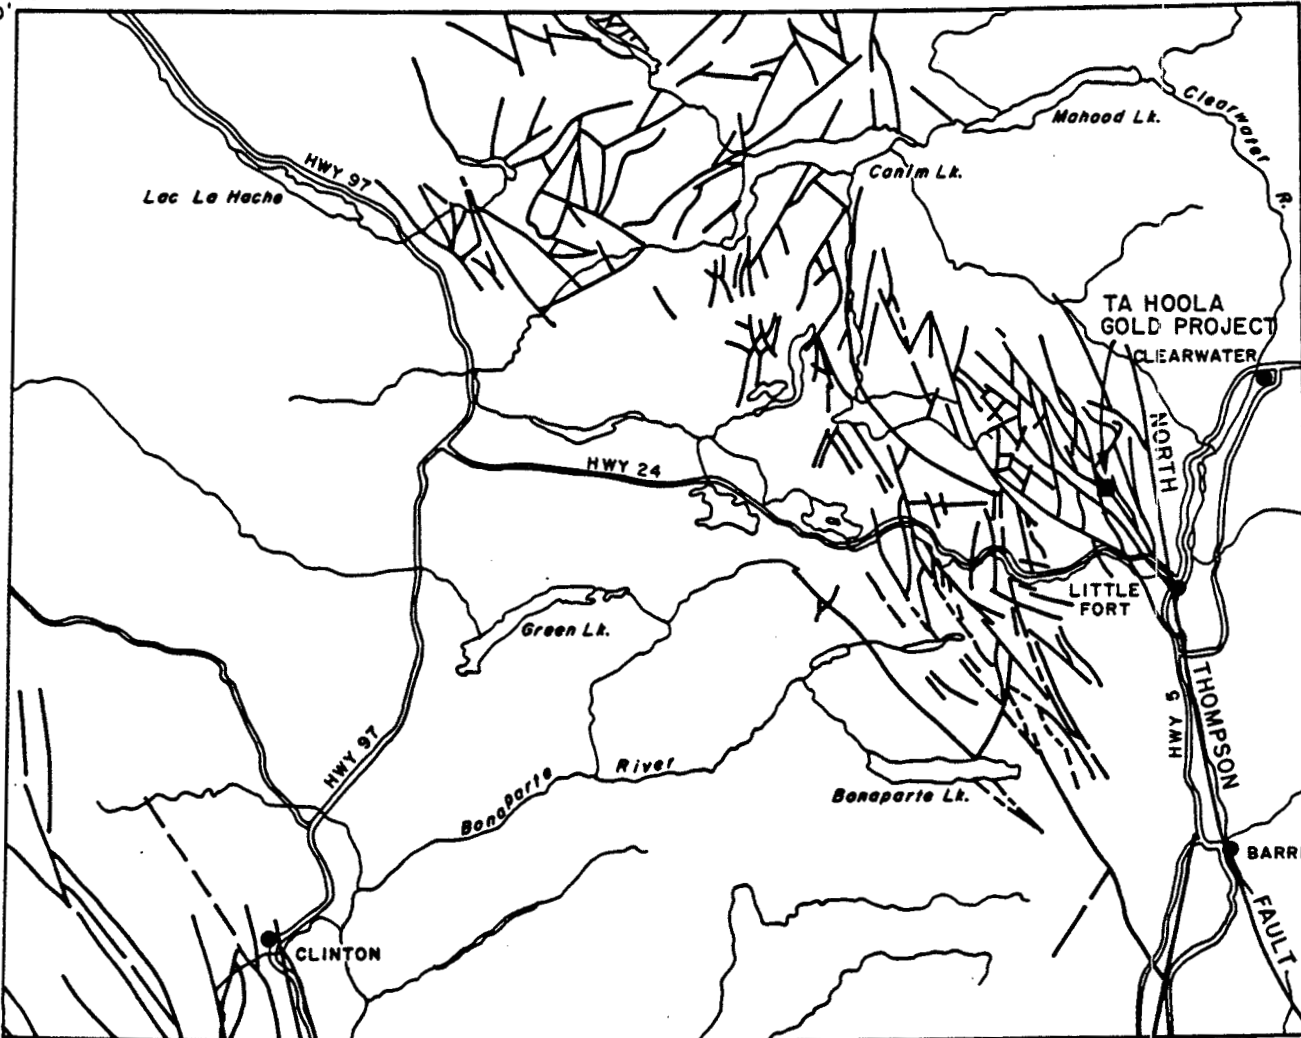 Mahood Lk.
Clearwater R.
HWY 97
Canim Lk.
Lac La Hache
TA HOOLA
GOLD PROJECT
CLEARWATER
NORTH
HWY 24
LITTLE
FORT
Green Lk.
THOMPSON
HWY 5
HWY 97
River
Bonaparte
Bonaparte Lk.
BARR
FAULT
CLINTON